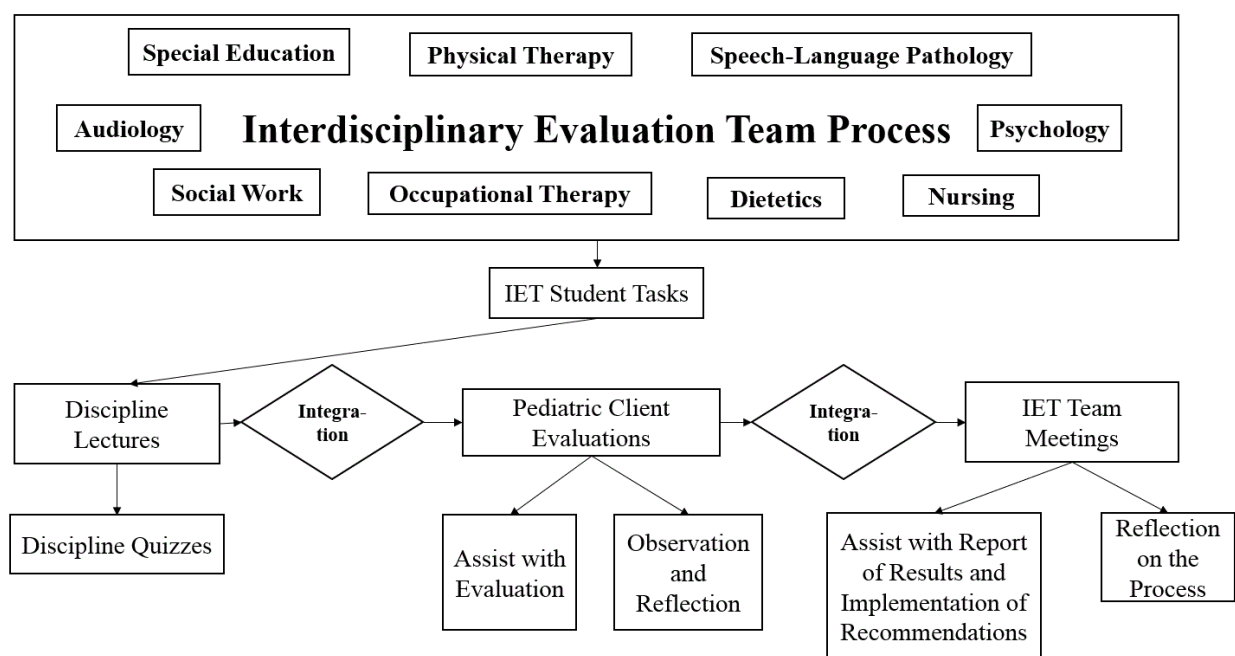 Special Education
Physical Therapy
Speech-Language Pathology
Audiology
Interdisciplinary Evaluation Team Process
Psychology
Social Work
Occupational Therapy
Dietetics
Nursing
IET Student Tasks
Discipline
Lectures
Integra-
tion
Pediatric Client
Evaluations
Integra-
tion
IET Team
Meetings
Discipline Quizzes
Assist with
Evaluation
Observation
and
Reflection
Assist with Report
of Results and
Implementation of
Recommendations
Reflection
on the
Process